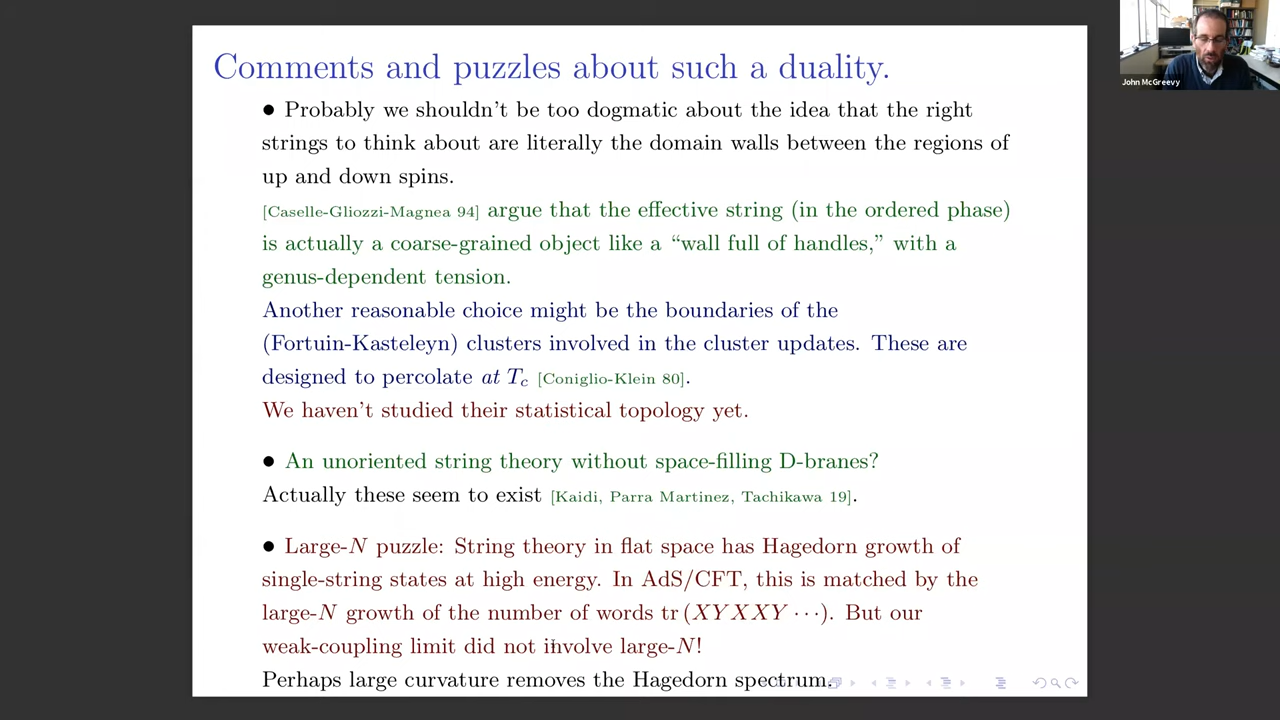 Comments and puzzles about such a duality.
● Probably we shouldn't be too dogmatic about the idea that the right
strings to think about are literally the domain walls between the regions of
up and down spins.
[Caselle-Gliozzi-Magnea 94] argue that the effective string (in the ordered phase)
is actually a coarse-grained object like a “wall full of handles,” with a
genus-dependent tension.
Another reasonable choice might be the boundaries of the
(Fortuin-Kasteleyn) clusters involved in the cluster updates. These are
designed to percolate at T_c [Coniglio-Klein 80].
We haven't studied their statistical topology yet.
● An unoriented string theory without space-filling D-branes?
Actually these seem to exist [Kaidi, Parra Martinez, Tachikawa 19].
● Large-N puzzle: String theory in flat space has Hagedorn growth of
single-string states at high energy. In AdS/CFT, this is matched by the
large-N growth of the number of words tr (XYXXY ···). But our
weak-coupling limit did not involve large-N!
Perhaps large curvature removes the Hagedorn spectrum.
John McGreevy